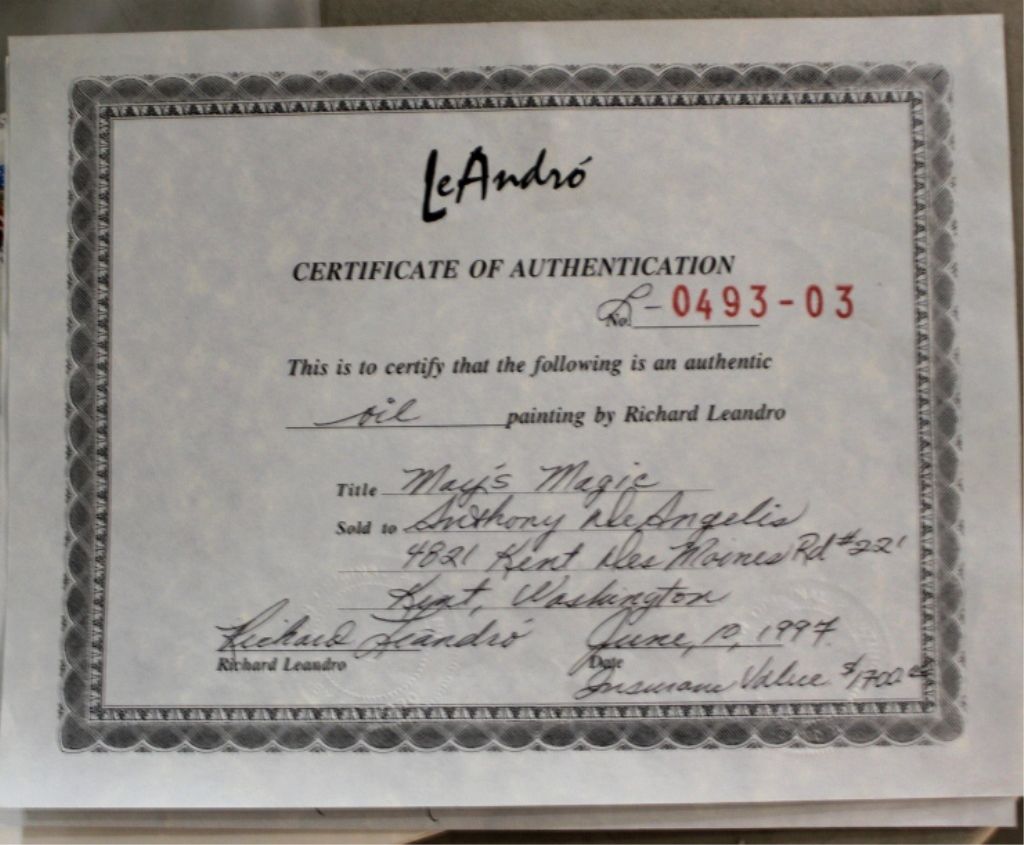 LeAndró
CERTIFICATE OF AUTHENTICATION
No. L-0493-03
This is to certify that the following is an authentic
oil painting by Richard Leandro
Title May's Magic
Sold to Anthony DeAngelis
4821 Kent Des Moines Rd #221
Kent, Washington
Richard Leandró June, 10, 1997
Richard Leandro Date
Insurance Value $1700.00